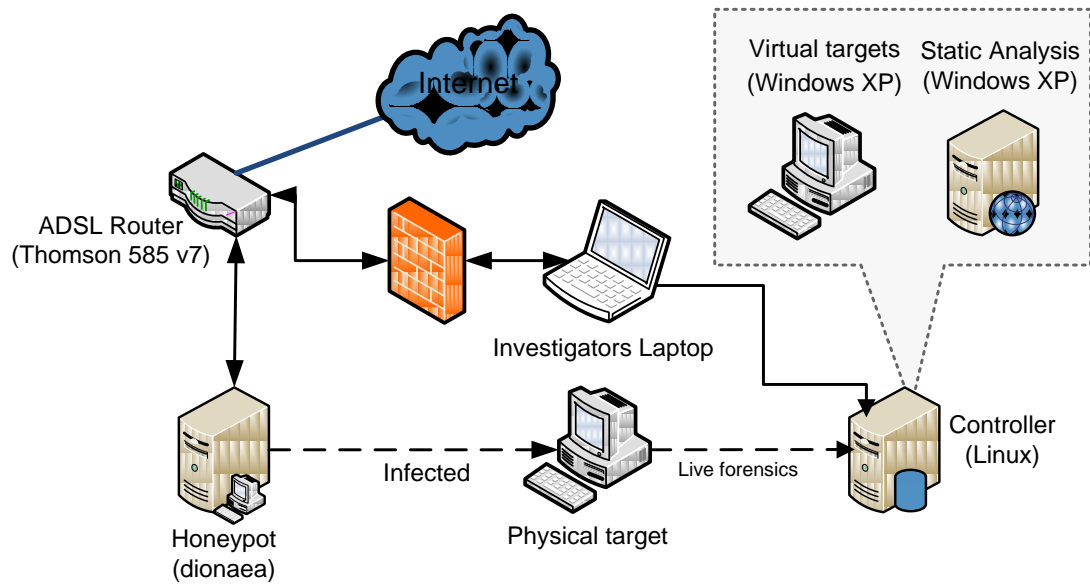 Internet
Virtual targets
(Windows XP)
Static Analysis
(Windows XP)
ADSL Router
(Thomson 585 v7)
Investigators Laptop
Controller
(Linux)
Infected
Live forensics
Physical target
Honeypot
(dionaea)